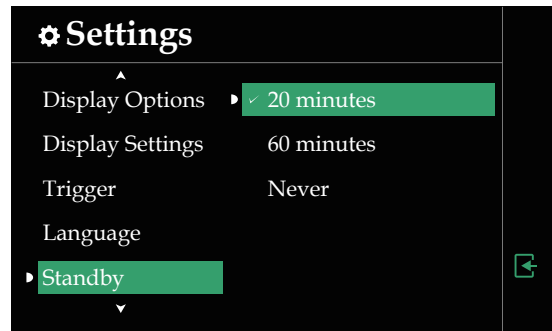 Settings
Display Options
20 minutes
Display Settings
60 minutes
Trigger
Never
Language
Standby